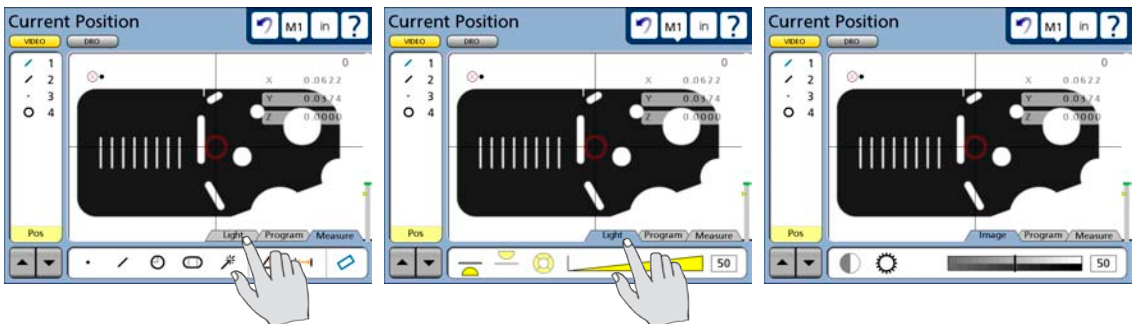 Current Position
M1 in ?
VIDEO DRO
0
1
2
3
4
X 0.0622
Y 0.0374
Z 0.0000
Pos
Light Program Measure
Current Position
M1 in ?
VIDEO DRO
0
1
2
3
4
X 0.0622
Y 0.0374
Z 0.0000
Pos
Light Program Measure
50
Current Position
M1 in ?
VIDEO DRO
0
1
2
3
4
X 0.0622
Y 0.0374
Z 0.0000
Pos
Image Program Measure
50